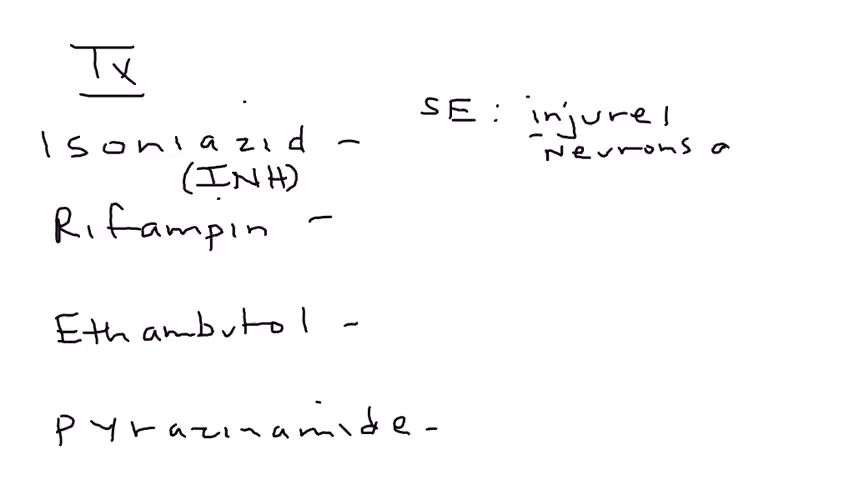 Tx
Isoniazid - SE: injure
(INH) Neurons a
Rifampin -
Ethambutol -
Pyrazinamide -